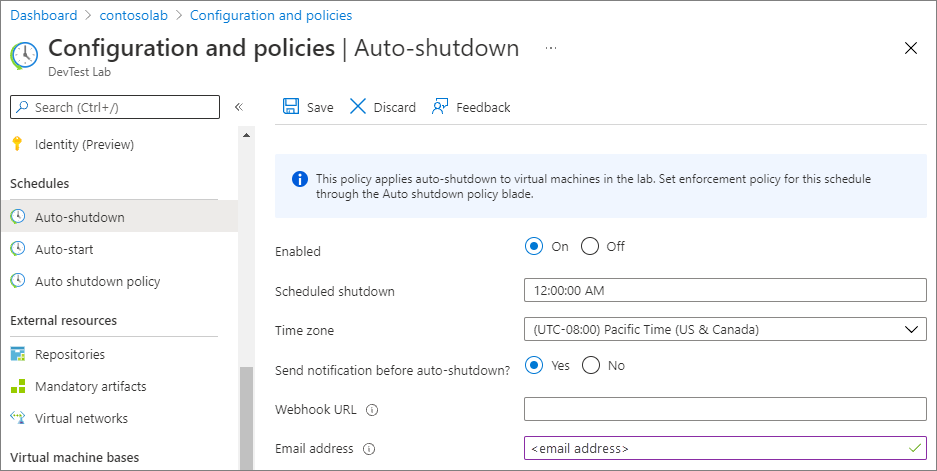 Dashboard > contosolab > Configuration and policies
Configuration and policies | Auto-shutdown ...
DevTest Lab
Search (Ctrl+/)
«
Save
Discard
Feedback
Identity (Preview)
Schedules
Auto-shutdown
Auto-start
Auto shutdown policy
External resources
Repositories
Mandatory artifacts
Virtual networks
Virtual machine bases
This policy applies auto-shutdown to virtual machines in the lab. Set enforcement policy for this schedule
through the Auto shutdown policy blade.
Enabled
On
Off
Scheduled shutdown
12:00:00 AM
Time zone
(UTC-08:00) Pacific Time (US & Canada)
Send notification before auto-shutdown?
Yes
No
Webhook URL
Email address
<email address>